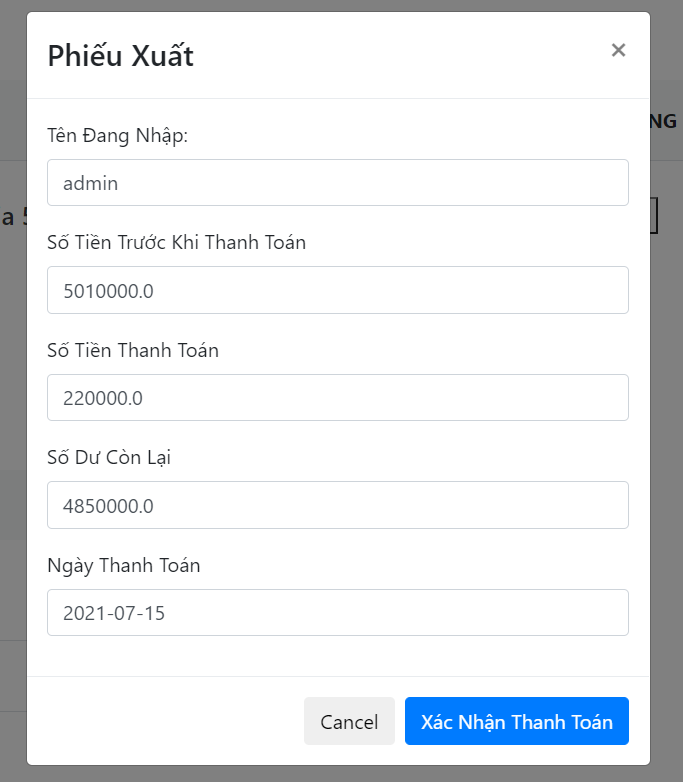 Phiếu Xuất
×
NG
Tên Đang Nhập:
admin
a 5
Số Tiền Trước Khi Thanh Toán
5010000.0
Số Tiền Thanh Toán
220000.0
Số Dư Còn Lại
4850000.0
Ngày Thanh Toán
2021-07-15
Cancel
Xác Nhận Thanh Toán